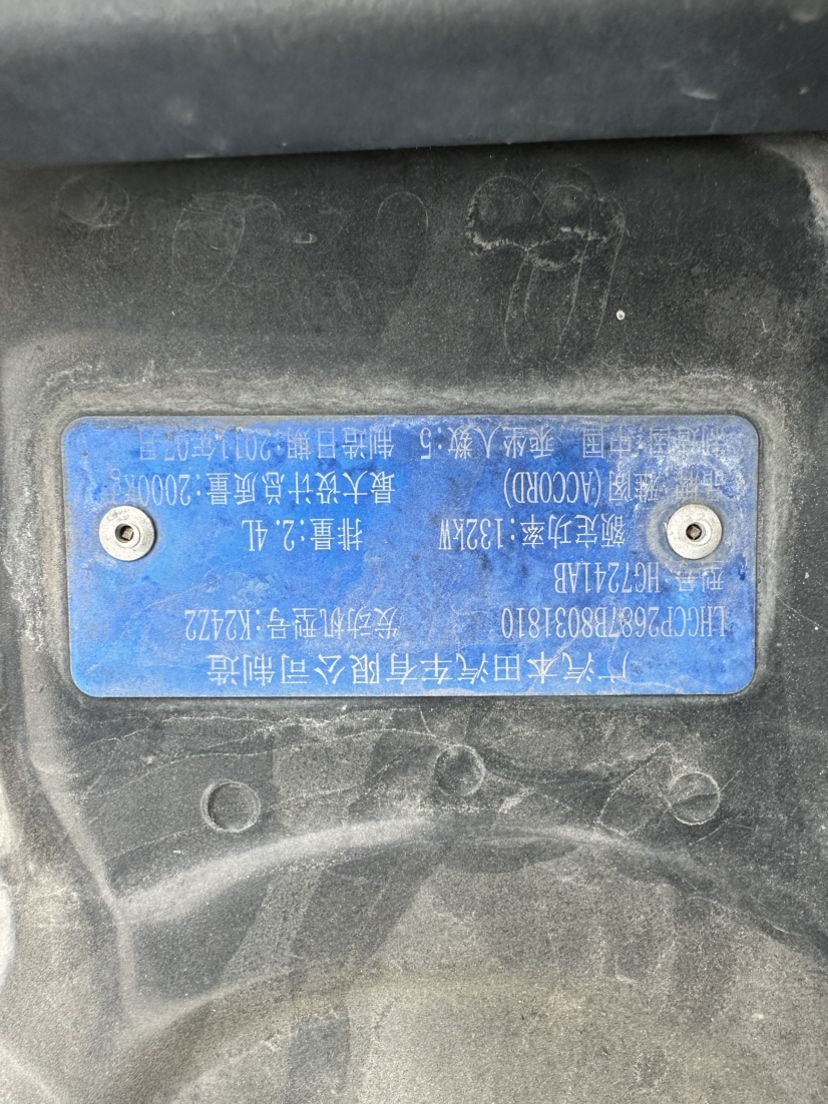 广汽本田汽车有限公司制造
LHGCP2687B8031810 发动机型号:K24Z2
型号:HG7241AB
额定功率:132kW 排量:2.4L
品牌:雅阁(ACCORD) 最大设计总质量:2000kg
制造国:中国 乘坐人数:5 制造日期:2011年07月